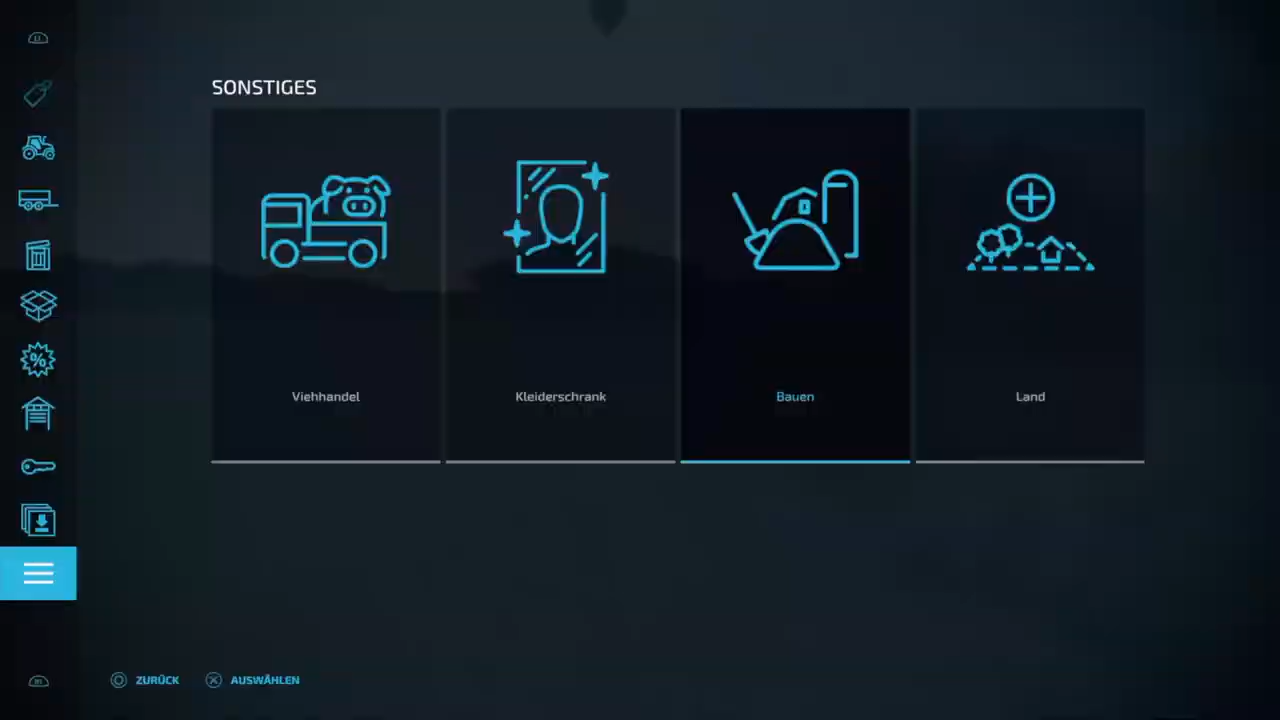 SONSTIGES
Viehhandel
Kleiderschrank
Bauen
Land
ZURÜCK
AUSWÄHLEN